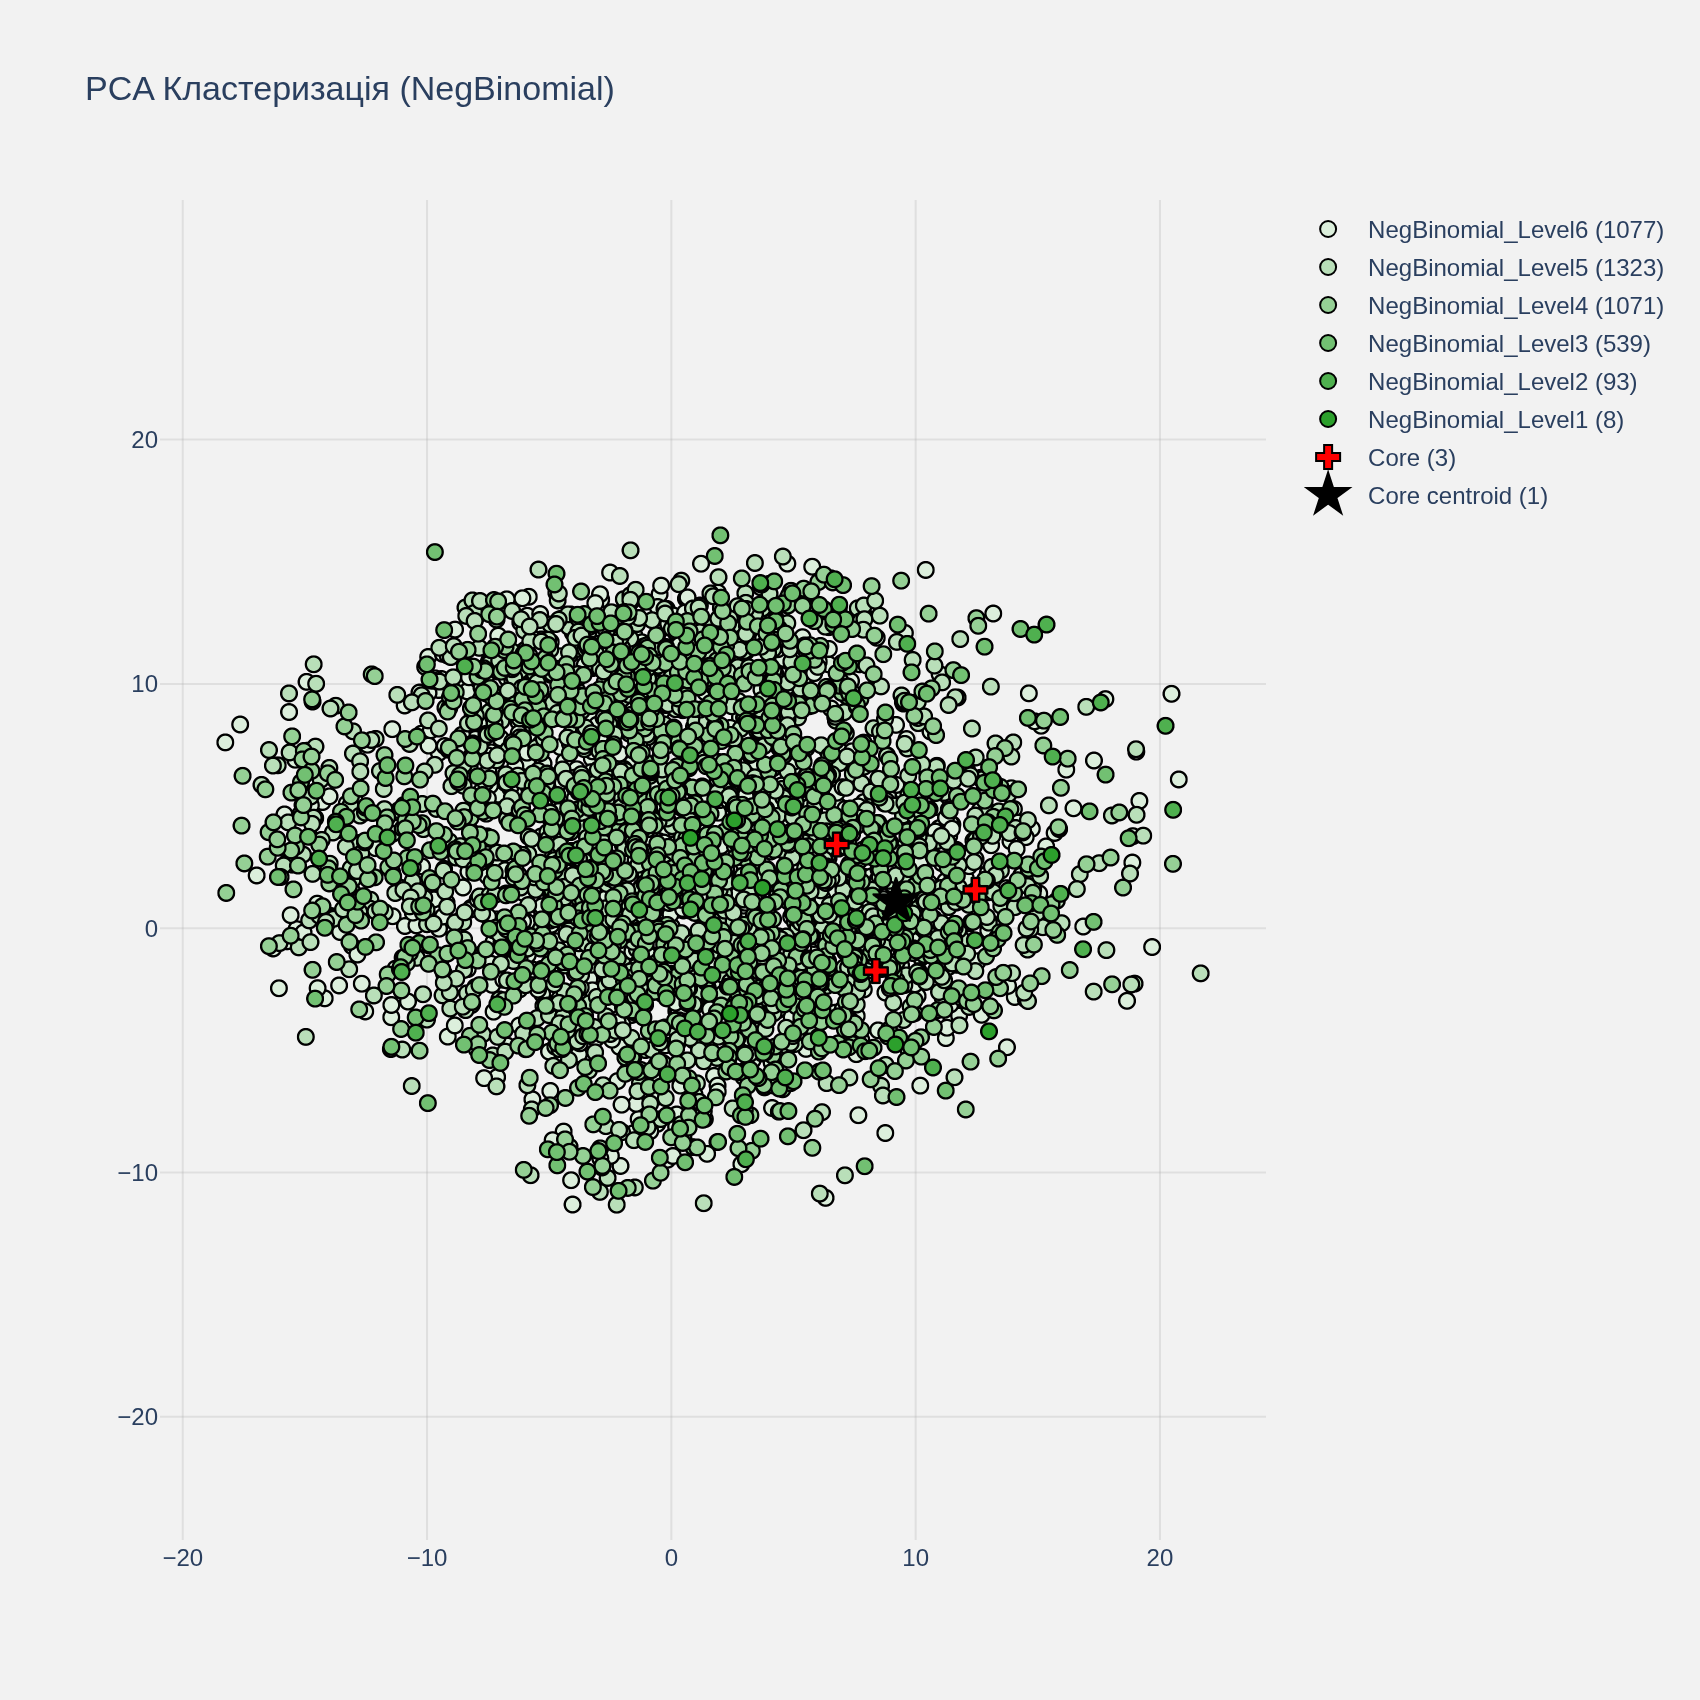 PCA Кластеризація (NegBinomial)
NegBinomial_Level6 (1077)
NegBinomial_Level5 (1323)
NegBinomial_Level4 (1071)
NegBinomial_Level3 (539)
NegBinomial_Level2 (93)
NegBinomial_Level1 (8)
Core (3)
Core centroid (1)
20
10
0
−10
−20
−20 −10 0 10 20